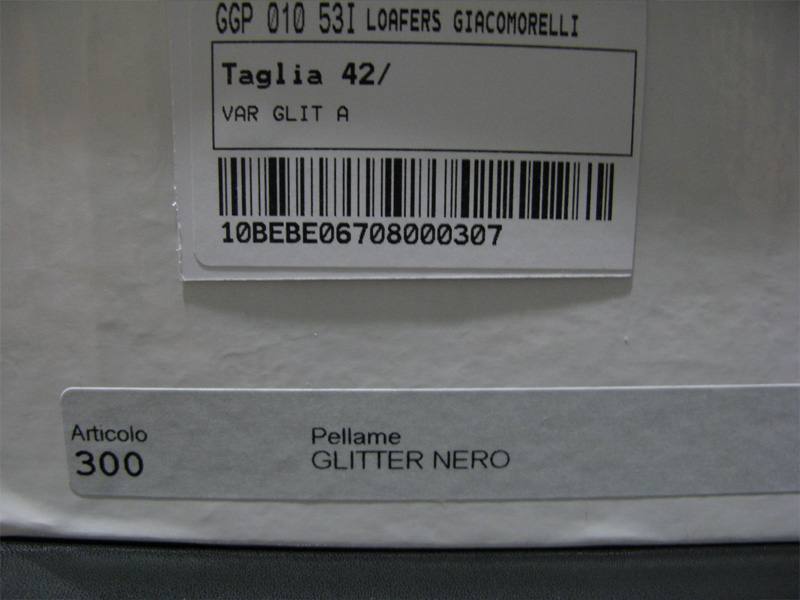 GGP 010 53I LOAFERS GIACOMORELLI
Taglia 42/
VAR GLIT A
10BEBE06708000307
Articolo
300
Pellame
GLITTER NERO